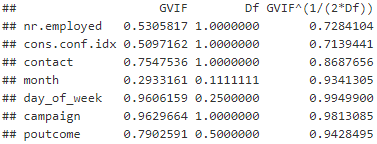 ##                    GVIF        Df GVIF^(1/(2*Df))
## nr.employed   0.5305817 1.0000000       0.7284104
## cons.conf.idx 0.5097162 1.0000000       0.7139441
## contact       0.7547536 1.0000000       0.8687656
## month         0.2933161 0.1111111       0.9341305
## day_of_week   0.9606159 0.2500000       0.9949900
## campaign      0.9629664 1.0000000       0.9813085
## poutcome      0.7902591 0.5000000       0.9428495